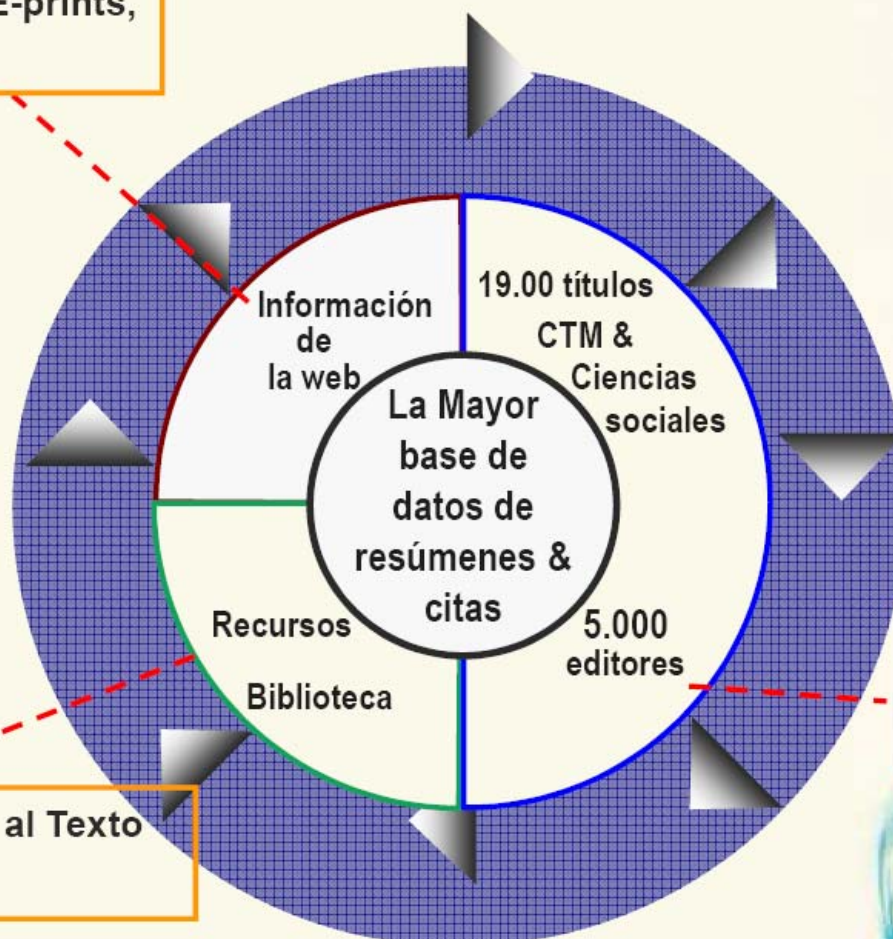 E-prints,
Información
de
la web
19.00 títulos
CTM &
Ciencias
sociales
La Mayor
base de
datos de
resúmenes &
citas
Recursos
Biblioteca
5.000
editores
al Texto